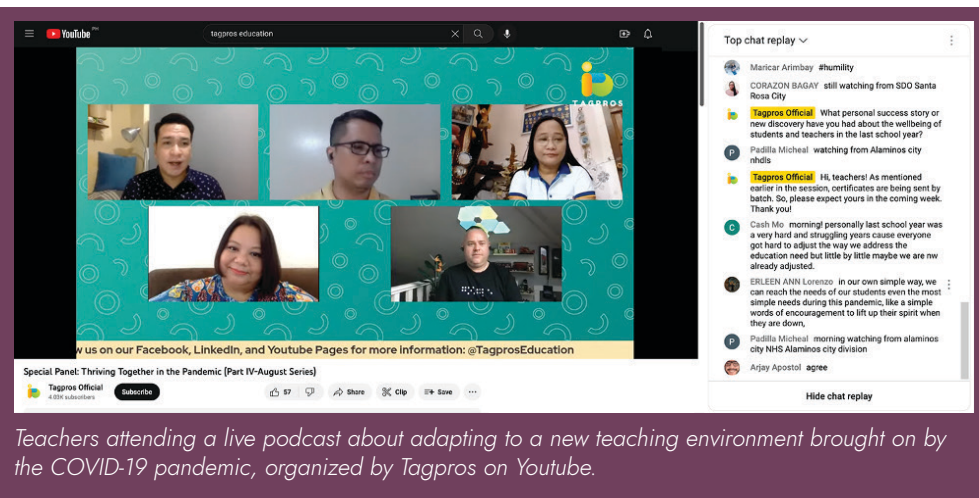 YouTube PH
tagpros education
TAGPROS
w us on our Facebook, LinkedIn, and Youtube Pages for more information: @TagprosEducation
Special Panel: Thriving Together in the Pandemic (Part IV-August Series)
Tagpros Official
4.03K subscribers
Subscribe
57
Share
Clip
Save
Top chat replay
Maricar Arimbay #humility
CORAZON BAGAY still watching from SDO Santa
Rosa City
Tagpros Official What personal success story or
new discovery have you had about the wellbeing of
students and teachers in the last school year?
P
Padilla Micheal watching from Alaminos city
nhdls
Tagpros Official Hi, teachers! As mentioned
earlier in the session, certificates are being sent by
batch. So, please expect yours in the coming week.
Thank you!
C
Cash Mo morning! personally last school year was
a very hard and struggling years cause everyone
got hard to adjust the way we address the
education need but little by little maybe we are nw
already adjusted.
ERLEEN ANN Lorenzo in our own simple way, we
can reach the needs of our students even the most
simple needs during this pandemic, like a simple
words of encouragement to lift up their spirit when
they are down,
P
Padilla Micheal morning watching from alaminos
city NHS Alaminos city division
Arjay Apostol agree
Hide chat replay
Teachers attending a live podcast about adapting to a new teaching environment brought on by
the COVID-19 pandemic, organized by Tagpros on Youtube.